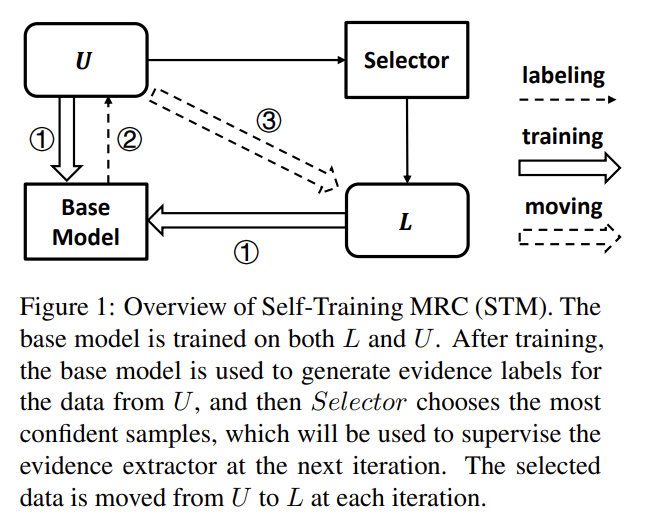 U
Selector
labeling
③
①
②
training
Base
Model
L
moving
①
Figure 1: Overview of Self-Training MRC (STM). The
base model is trained on both L and U. After training,
the base model is used to generate evidence labels for
the data from U, and then Selector chooses the most
confident samples, which will be used to supervise the
evidence extractor at the next iteration. The selected
data is moved from U to L at each iteration.